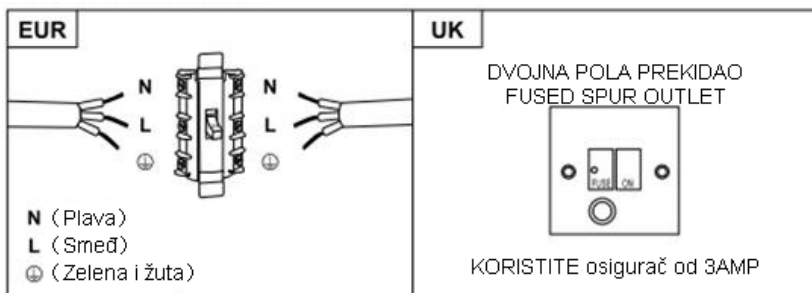 EUR
N
N
L
L
N (Plava)
L (Smeđ)
(Zelena i žuta)
UK
DVOJNA POLA PREKIDAO
FUSED SPUR OUTLET
FUSE
ON
KORISTITE osigurač od 3AMP